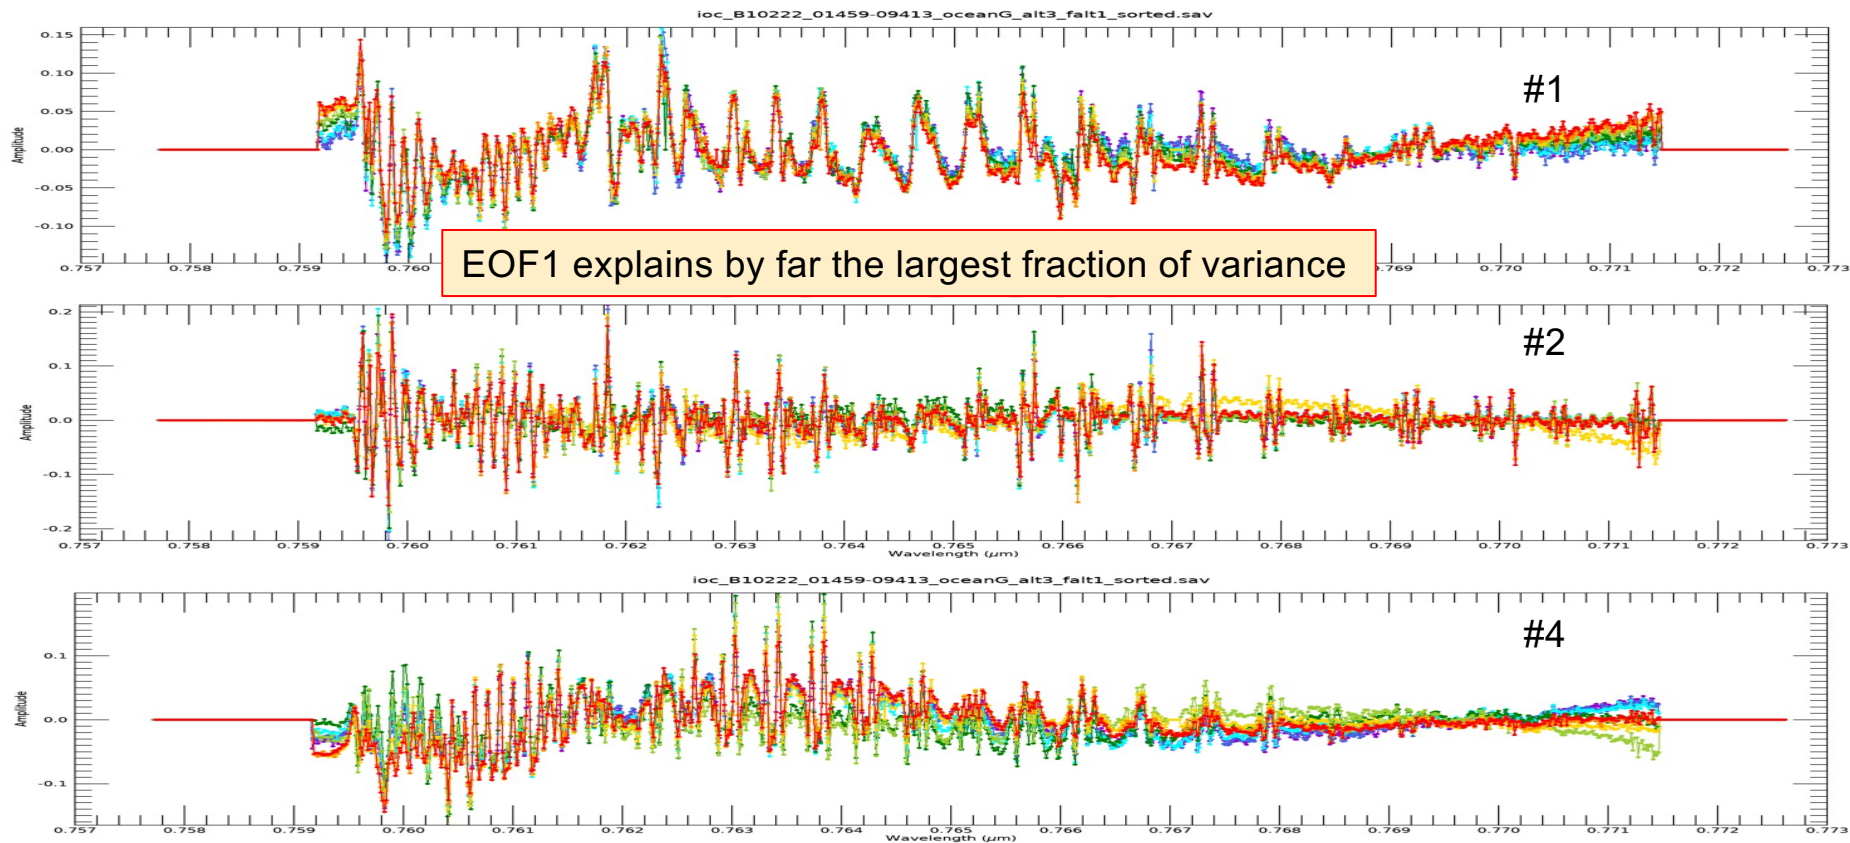 ioc_B10222_01459-09413_oceanG_alt3_falt1_sorted.sav
0.15
0.10
0.05
0.00
-0.05
-0.10
Amplitude
#1
0.757 0.758 0.759 0.760 0.769 0.770 0.771 0.772 0.773
EOF1 explains by far the largest fraction of variance
0.2
0.1
0.0
-0.1
-0.2
Amplitude
#2
0.757 0.758 0.759 0.760 0.761 0.762 0.763 0.764 0.765 0.766 0.767 0.768 0.769 0.770 0.771 0.772 0.773
Wavelength (μm)
ioc_B10222_01459-09413_oceanG_alt3_falt1_sorted.sav
0.1
0.0
-0.1
Amplitude
#4
0.757 0.758 0.759 0.760 0.761 0.762 0.763 0.764 0.765 0.766 0.767 0.768 0.769 0.770 0.771 0.772 0.773
Wavelength (μm)